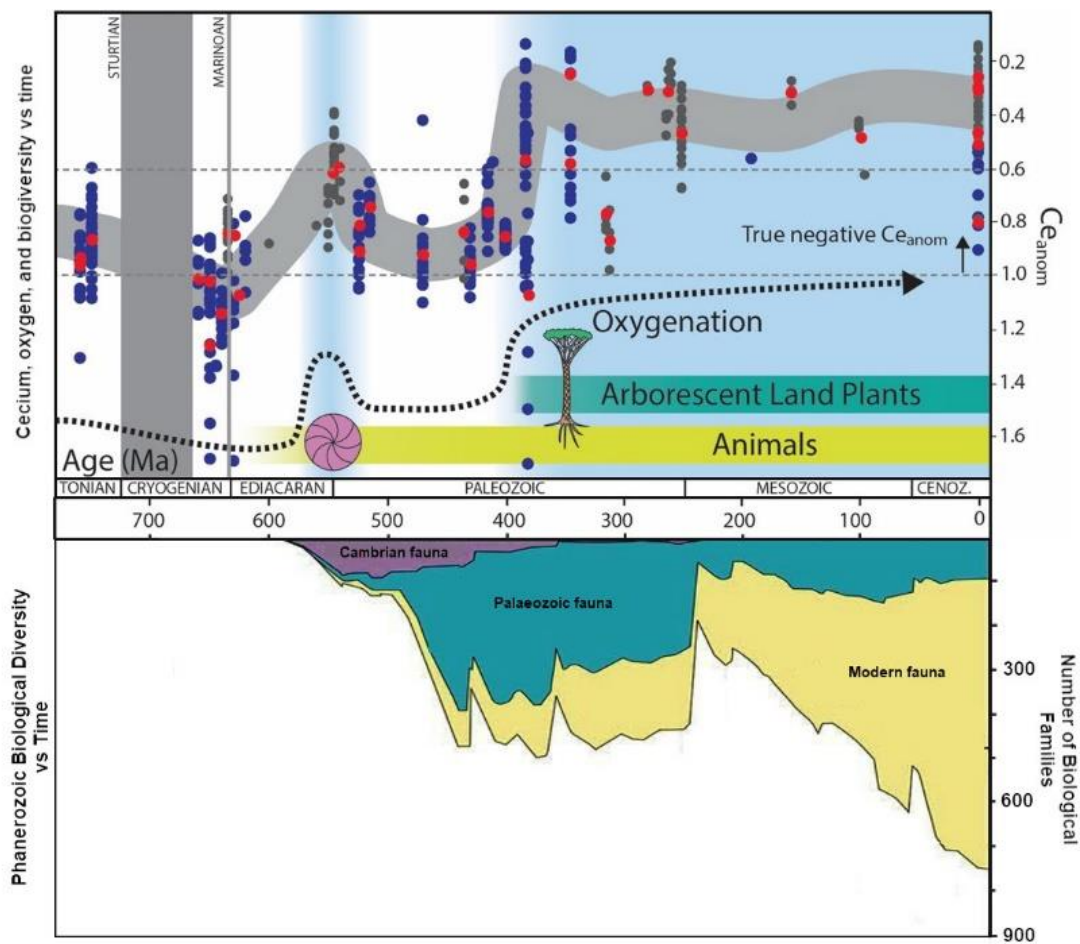 Cecium, oxygen, and biogiversity vs time
STURTIAN
MARINOAN
0.2
0.4
0.6
0.8
1.0
1.2
1.4
1.6
Ce anom
True negative Ce anom
Oxygenation
Arborescent Land Plants
Animals
Age (Ma)
TONIAN
CRYOGENIAN
EDIACARAN
PALEOZOIC
MESOZOIC
CENOZ.
700
600
500
400
300
200
100
0
Cambrian fauna
Palaeozoic fauna
Modern fauna
Phanerozoic Biological Diversity
vs Time
300
600
900
Number of Biological
Families